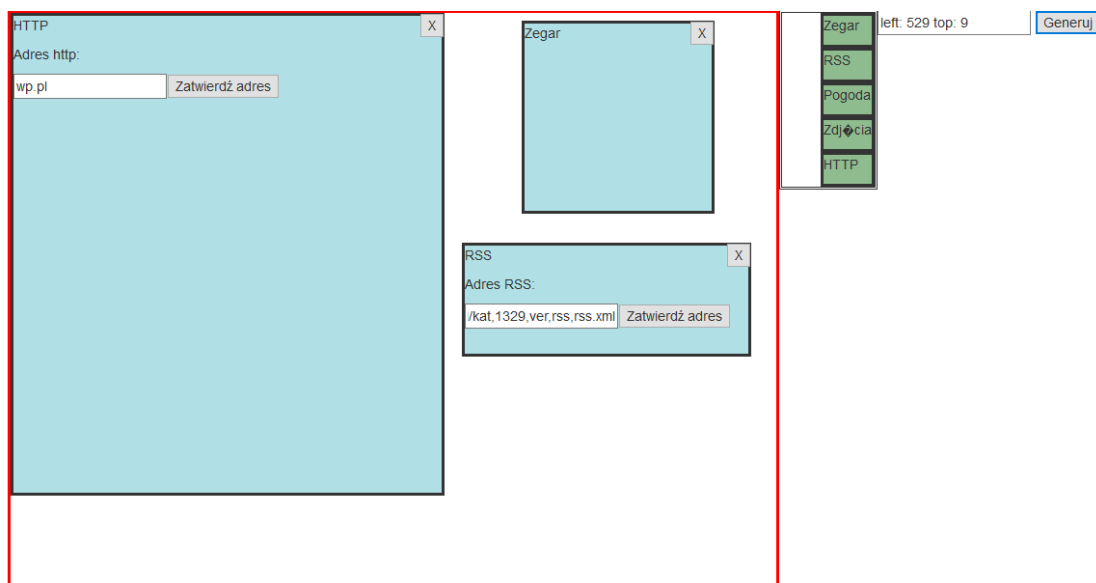 HTTP X
Adres http:
wp.pl Zatwierdź adres
Zegar X
RSS X
Adres RSS:
/kat,1329,ver,rss,rss.xml Zatwierdź adres
Zegar
RSS
Pogoda
Zdj�cia
HTTP
left: 529 top: 9 Generuj